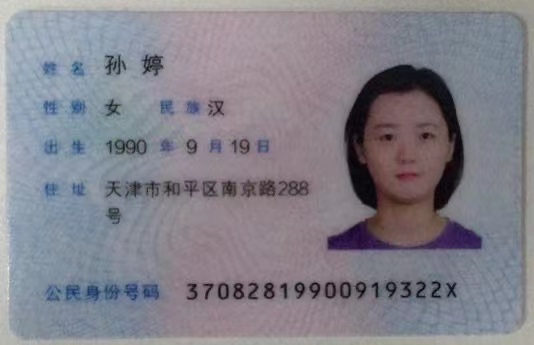 姓名 孙婷
性别 女 民族 汉
出生 1990 年 9 月 19 日
住址 天津市和平区南京路288
号
公民身份号码 37082819900919322X